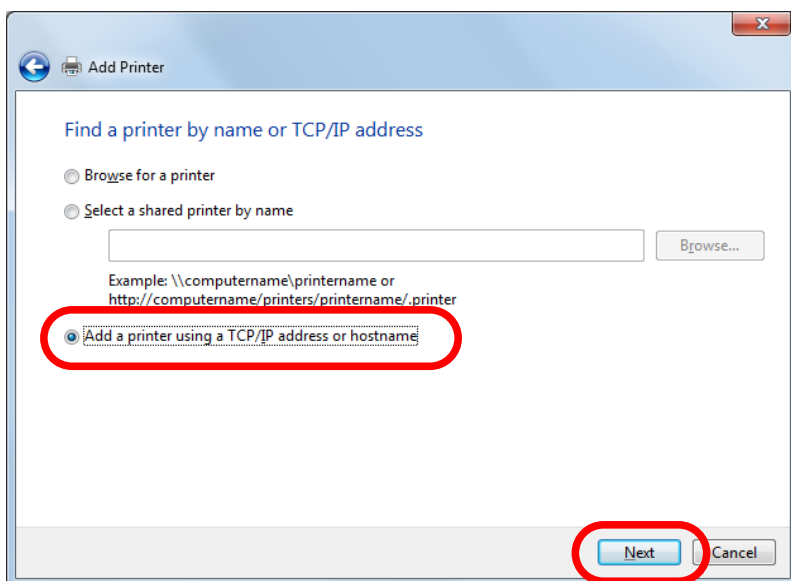 Add Printer
Find a printer by name or TCP/IP address
Browse for a printer
Select a shared printer by name
Browse...
Example: \\computername\printername or
http://computername/printers/printername/.printer
Add a printer using a TCP/IP address or hostname
Next Cancel